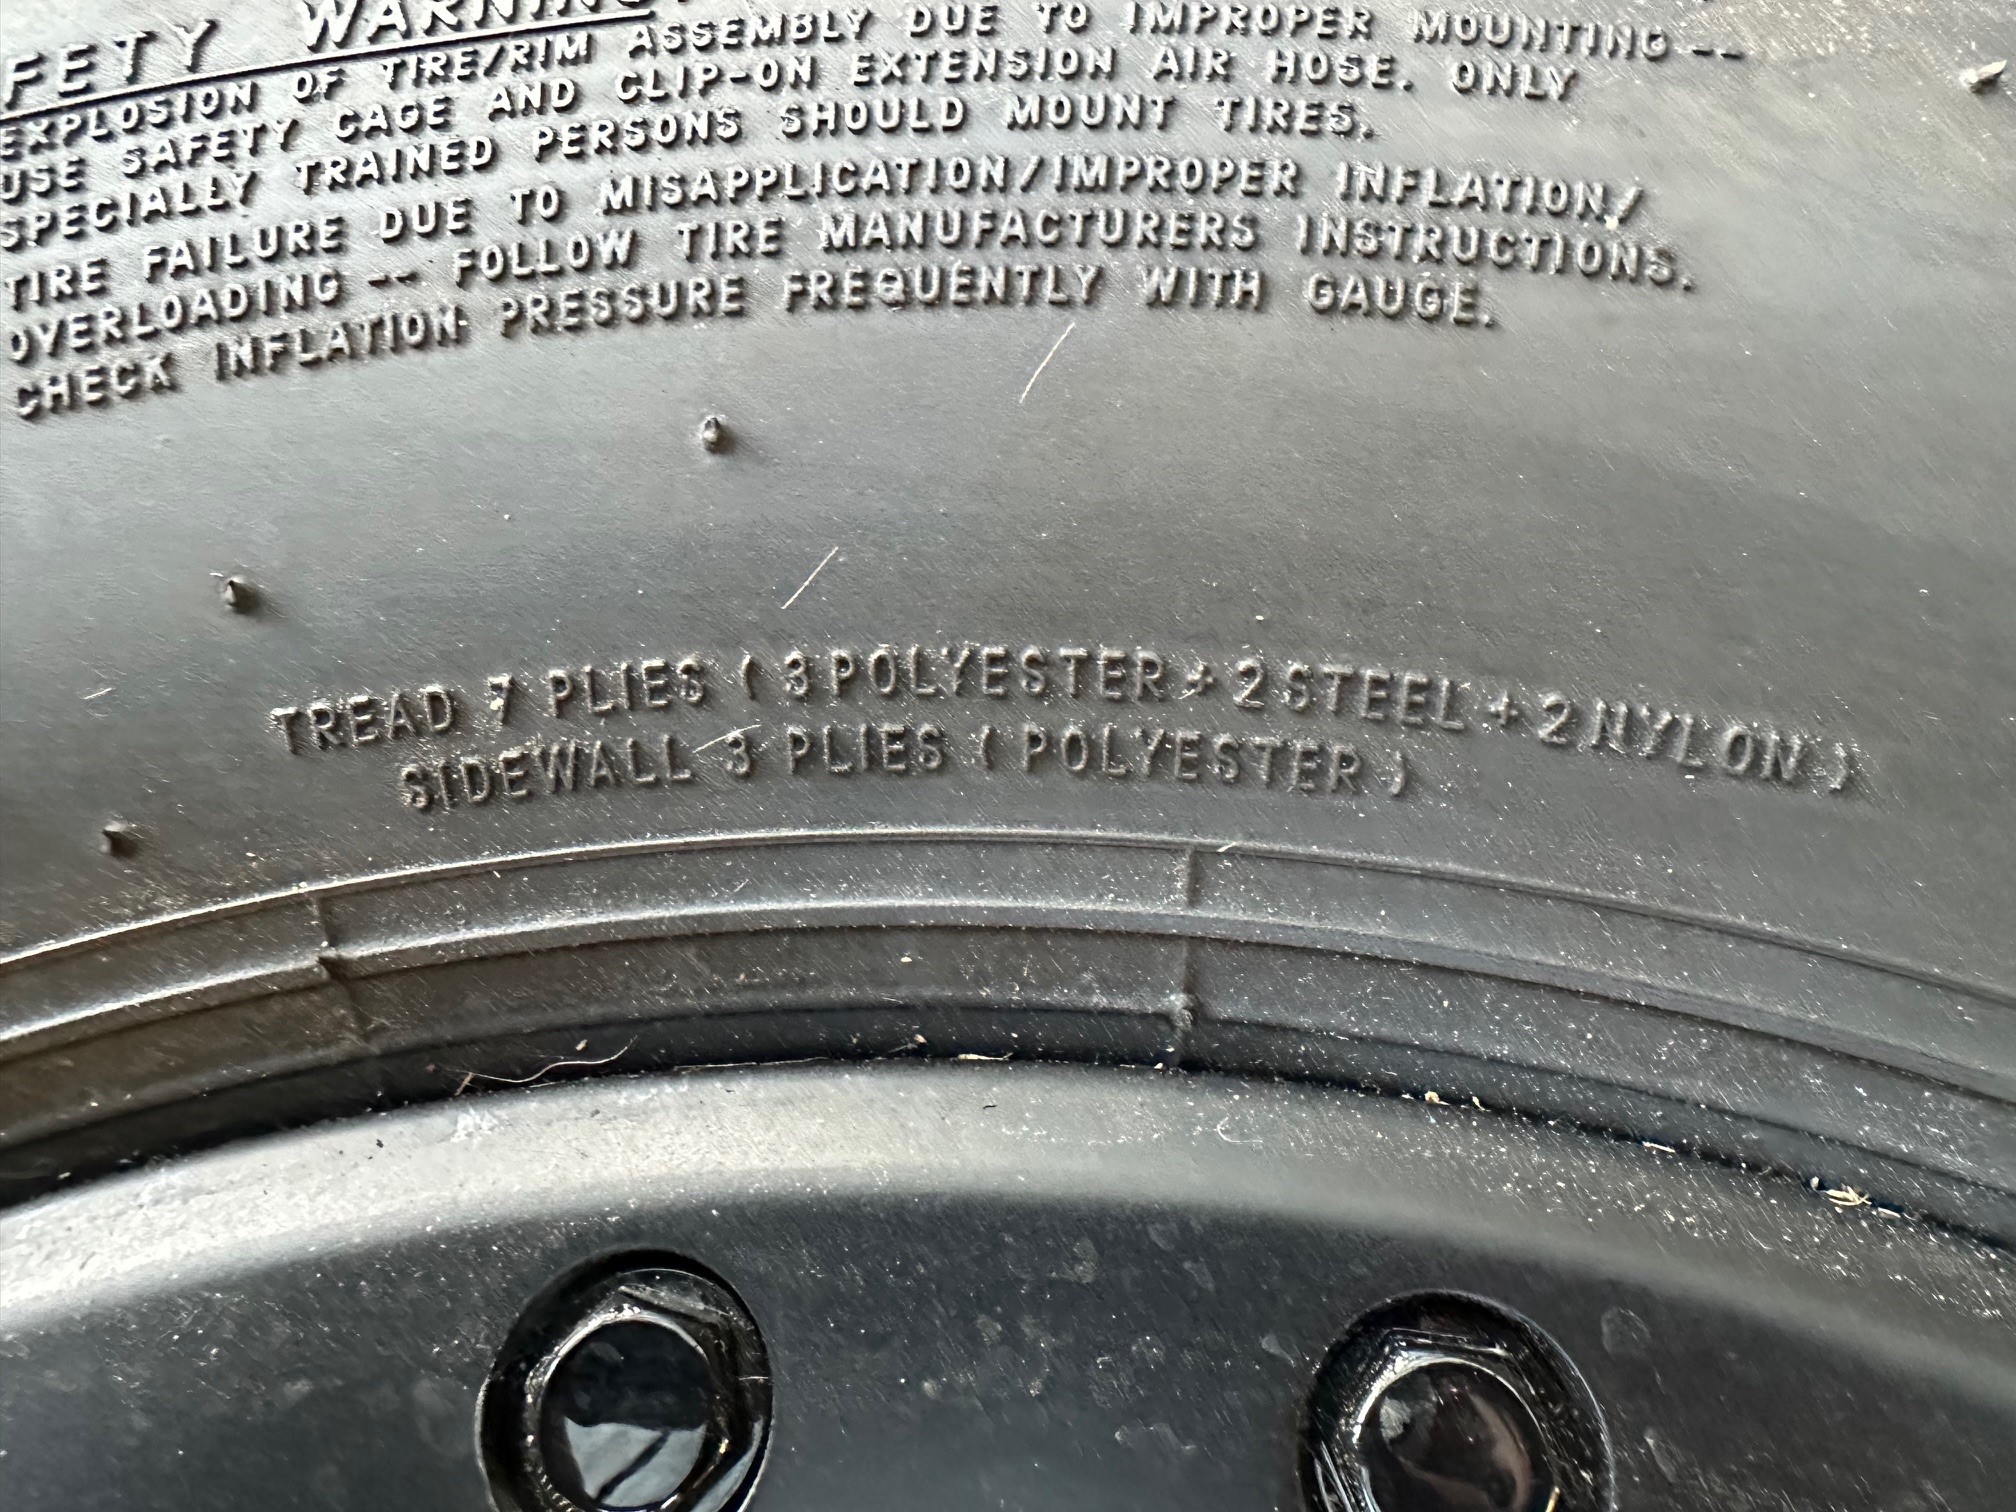 FETY WARNING
EXPLOSION OF TIRE/RIM ASSEMBLY DUE TO IMPROPER MOUNTING --
USE SAFETY CAGE AND CLIP-ON EXTENSION AIR HOSE. ONLY
SPECIALLY TRAINED PERSONS SHOULD MOUNT TIRES.
TIRE FAILURE DUE TO MISAPPLICATION/IMPROPER INFLATION/
OVERLOADING -- FOLLOW TIRE MANUFACTURERS INSTRUCTIONS.
CHECK INFLATION PRESSURE FREQUENTLY WITH GAUGE.
TREAD 7 PLIES ( 3 POLYESTER + 2 STEEL + 2 NYLON )
SIDEWALL 3 PLIES ( POLYESTER )